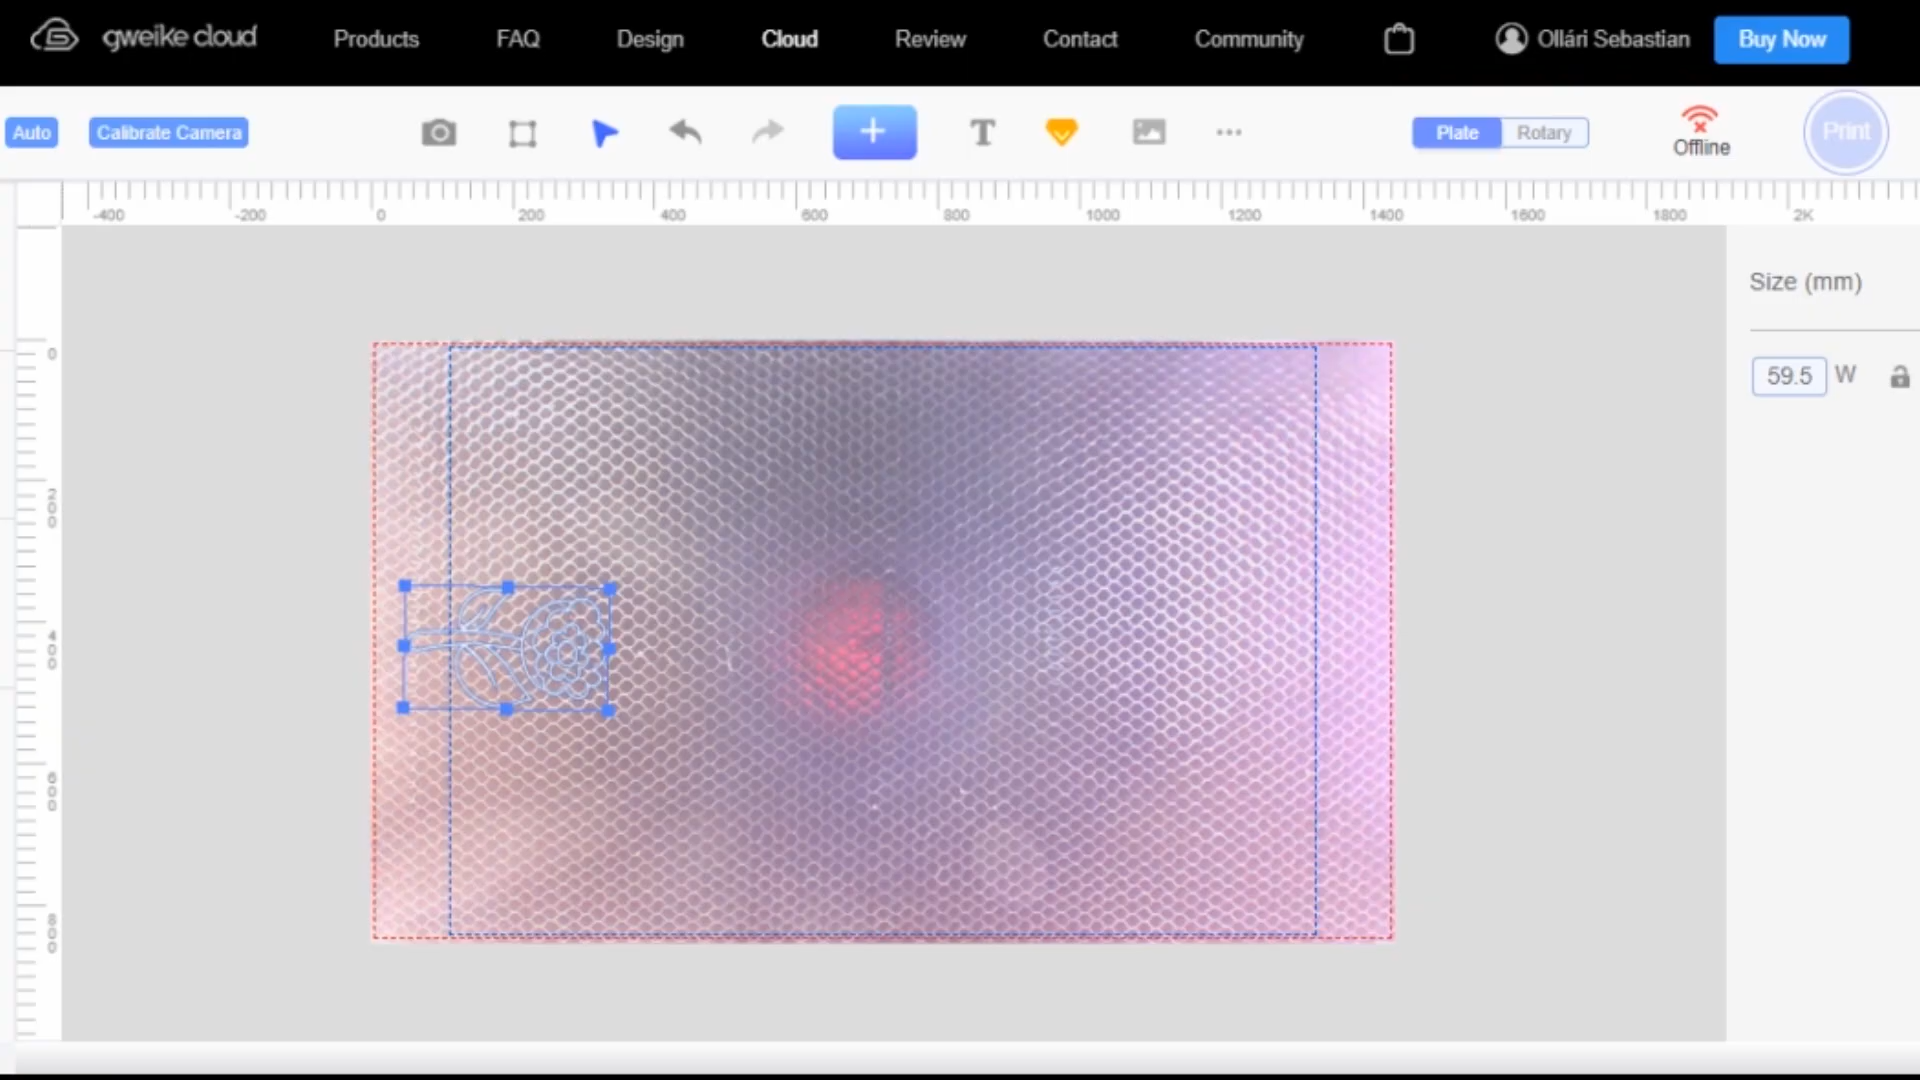 gweike cloud
Products
FAQ
Design
Cloud
Review
Contact
Community
Ollári Sebastian
Buy Now
Auto
Calibrate Camera
T
Plate
Rotary
Offline
Print
-400
-200
0
200
400
600
800
1000
1200
1400
1600
1800
2K
Size (mm)
59.5
W
0
200
400
600
800